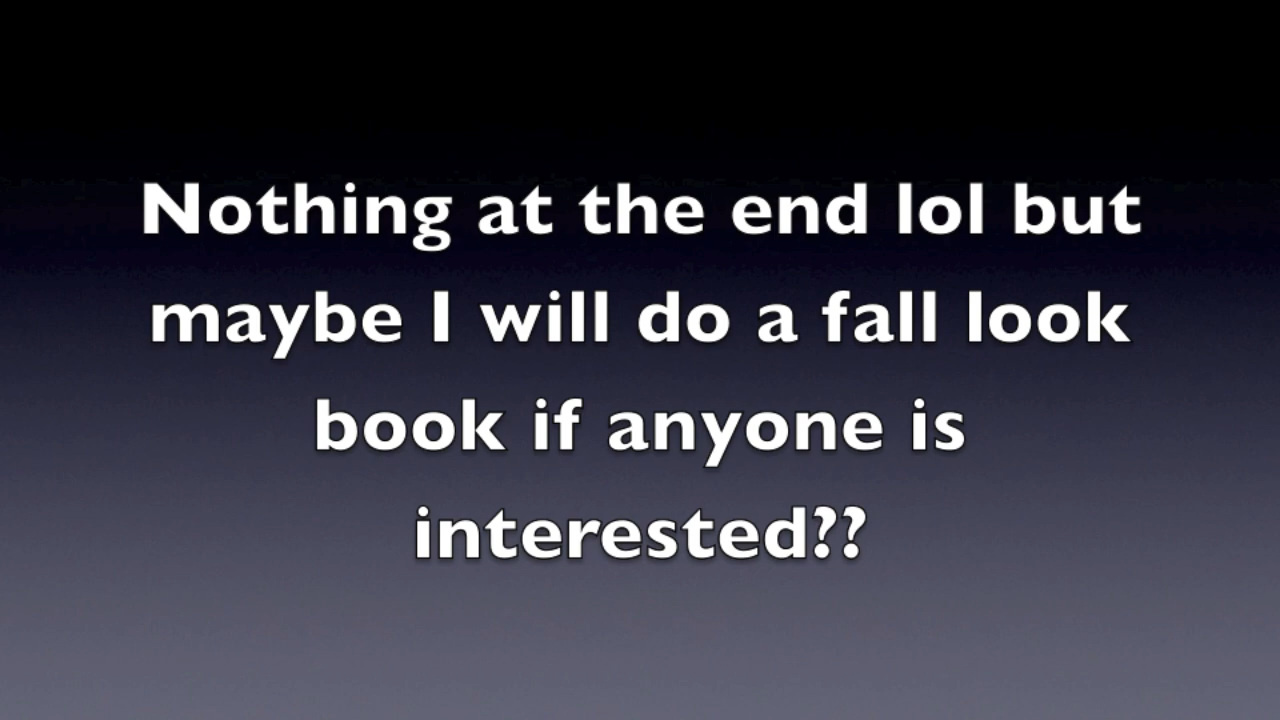 Nothing at the end lol but
maybe I will do a fall look
book if anyone is
interested??